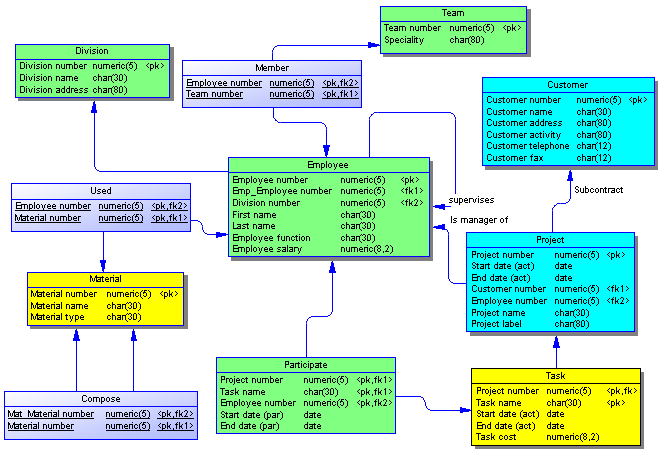 Team
Team number numeric(5) <pk>
Speciality char(80)
Division
Division number numeric(5) <pk>
Division name char(30)
Division address char(80)
Member
Employee number numeric(5) <pk,fk2>
Team number numeric(5) <pk,fk1>
Customer
Customer number numeric(5) <pk>
Customer name char(30)
Customer address char(80)
Customer activity char(80)
Customer telephone char(12)
Customer fax char(12)
Employee
Employee number numeric(5) <pk>
Emp_Employee number numeric(5) <fk1>
Division number numeric(5) <fk2>
First name char(30)
Last name char(30)
Employee function char(30)
Employee salary numeric(8,2)
supervises
Is manager of
Subcontract
Used
Employee number numeric(5) <pk,fk2>
Material number numeric(5) <pk,fk1>
Project
Project number numeric(5) <pk>
Start date (act) date
End date (act) date
Customer number numeric(5) <fk1>
Employee number numeric(5) <fk2>
Project name char(30)
Project label char(80)
Material
Material number numeric(5) <pk>
Material name char(30)
Material type char(30)
Participate
Project number numeric(5) <pk,fk1>
Task name char(30) <pk,fk1>
Employee number numeric(5) <pk,fk2>
Start date (par) date
End date (par) date
Task
Project number numeric(5) <pk,fk>
Task name char(30) <pk>
Start date (act) date
End date (act) date
Task cost numeric(8,2)
Compose
Mat_Material number numeric(5) <pk,fk2>
Material number numeric(5) <pk,fk1>